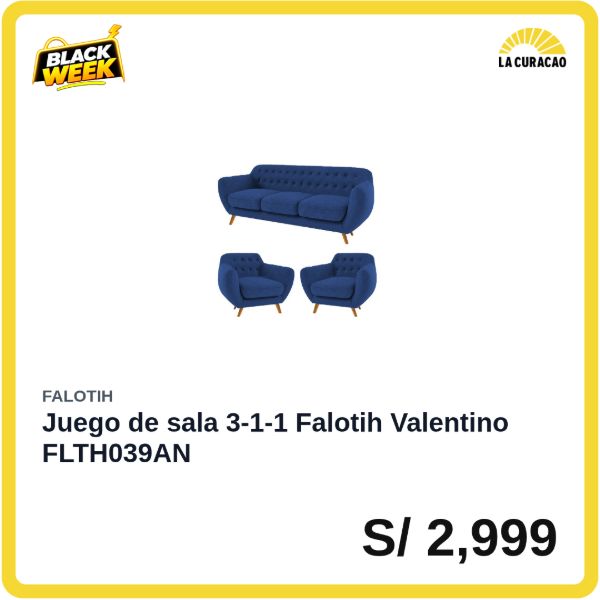 BLACK
WEEK
LA CURACAO
FALOTIH
Juego de sala 3-1-1 Falotih Valentino
FLTH039AN
S/ 2,999